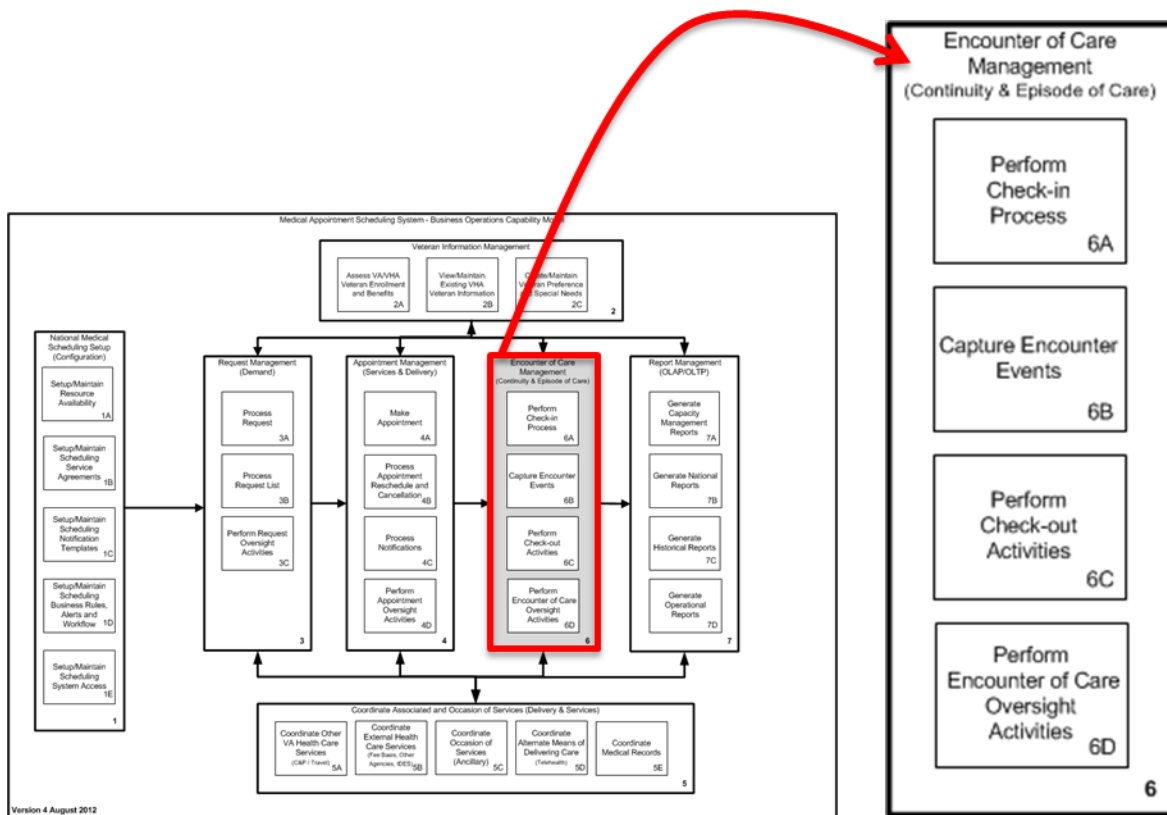 Medical Appointment Scheduling System - Business Operations Capability Mo
Veteran Information Management
Assess VA/VHA
Veteran Enrollment
and Benefits
2A
View/Maintain
Existing VHA
Veteran Information
2B
Create/Maintain
Veteran Preference
and Special Needs
2C
2
National Medical
Scheduling Setup
(Configuration)
Setup/Maintain
Resource
Availability
1A
Setup/Maintain
Scheduling
Service
Agreements
1B
Setup/Maintain
Scheduling
Notification
Templates
1C
Setup/Maintain
Scheduling
Business Rules,
Alerts and
Workflow
1D
Setup/Maintain
Scheduling
System Access
1E
1
Request Management
(Demand)
Process
Request
3A
Process
Request List
3B
Perform Request
Oversight
Activities
3C
3
Appointment Management
(Services & Delivery)
Make
Appointment
4A
Process
Appointment
Reschedule and
Cancellation
4B
Process
Notifications
4C
Perform
Appointment
Oversight
Activities
4D
4
Encounter of Care
Management
(Continuity & Episode of Care)
Perform
Check-in
Process
6A
Capture Encounter
Events
6B
Perform
Check-out
Activities
6C
Perform
Encounter of Care
Oversight
Activities
6D
6
Report Management
(OLAP/OLTP)
Generate
Capacity
Management
Reports
7A
Generate National
Reports
7B
Generate
Historical Reports
7C
Generate
Operational
Reports
7D
7
Coordinate Associated and Occasion of Services (Delivery & Services)
Coordinate Other
VA Health Care
Services
(C&P / Travel)
5A
Coordinate
External Health
Care Services
(Fee Basis, Other
Agencies, IDES)
5B
Coordinate
Occasion of
Services
(Ancillary)
5C
Coordinate
Alternate Means of
Delivering Care
(Telehealth)
5D
Coordinate
Medical Records
5E
5
Version 4 August 2012
Encounter of Care
Management
(Continuity & Episode of Care)
Perform
Check-in
Process
6A
Capture Encounter
Events
6B
Perform
Check-out
Activities
6C
Perform
Encounter of Care
Oversight
Activities
6D
6